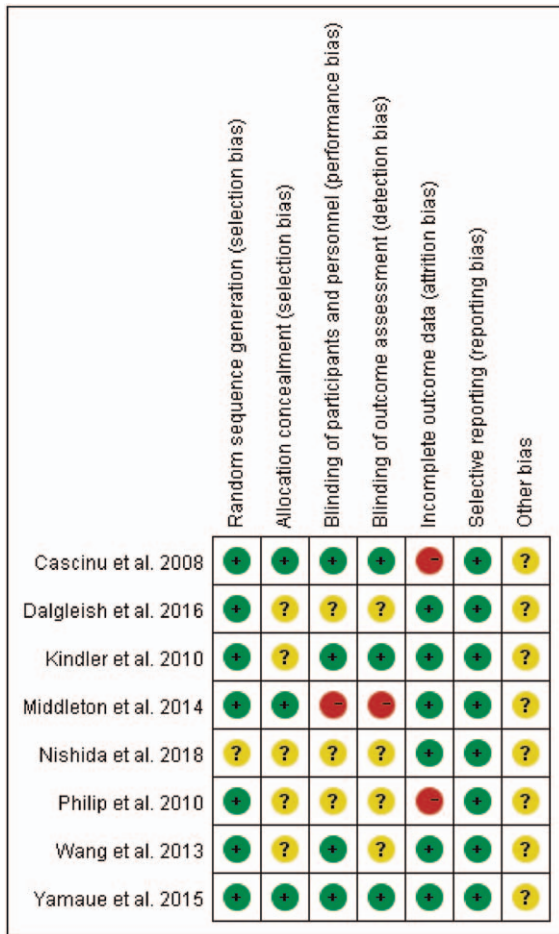 Random sequence generation (selection bias)
Allocation concealment (selection bias)
Blinding of participants and personnel (performance bias)
Blinding of outcome assessment (detection bias)
Incomplete outcome data (attrition bias)
Selective reporting (reporting bias)
Other bias
Cascinu et al. 2008 + + + + - + ?
Dalgleish et al. 2016 + ? ? ? + + ?
Kindler et al. 2010 + ? + + + + ?
Middleton et al. 2014 + + - - + + ?
Nishida et al. 2018 ? ? ? ? + + ?
Philip et al. 2010 + ? ? ? - + ?
Wang et al. 2013 + ? + ? + + ?
Yamaue et al. 2015 + + + + + + ?